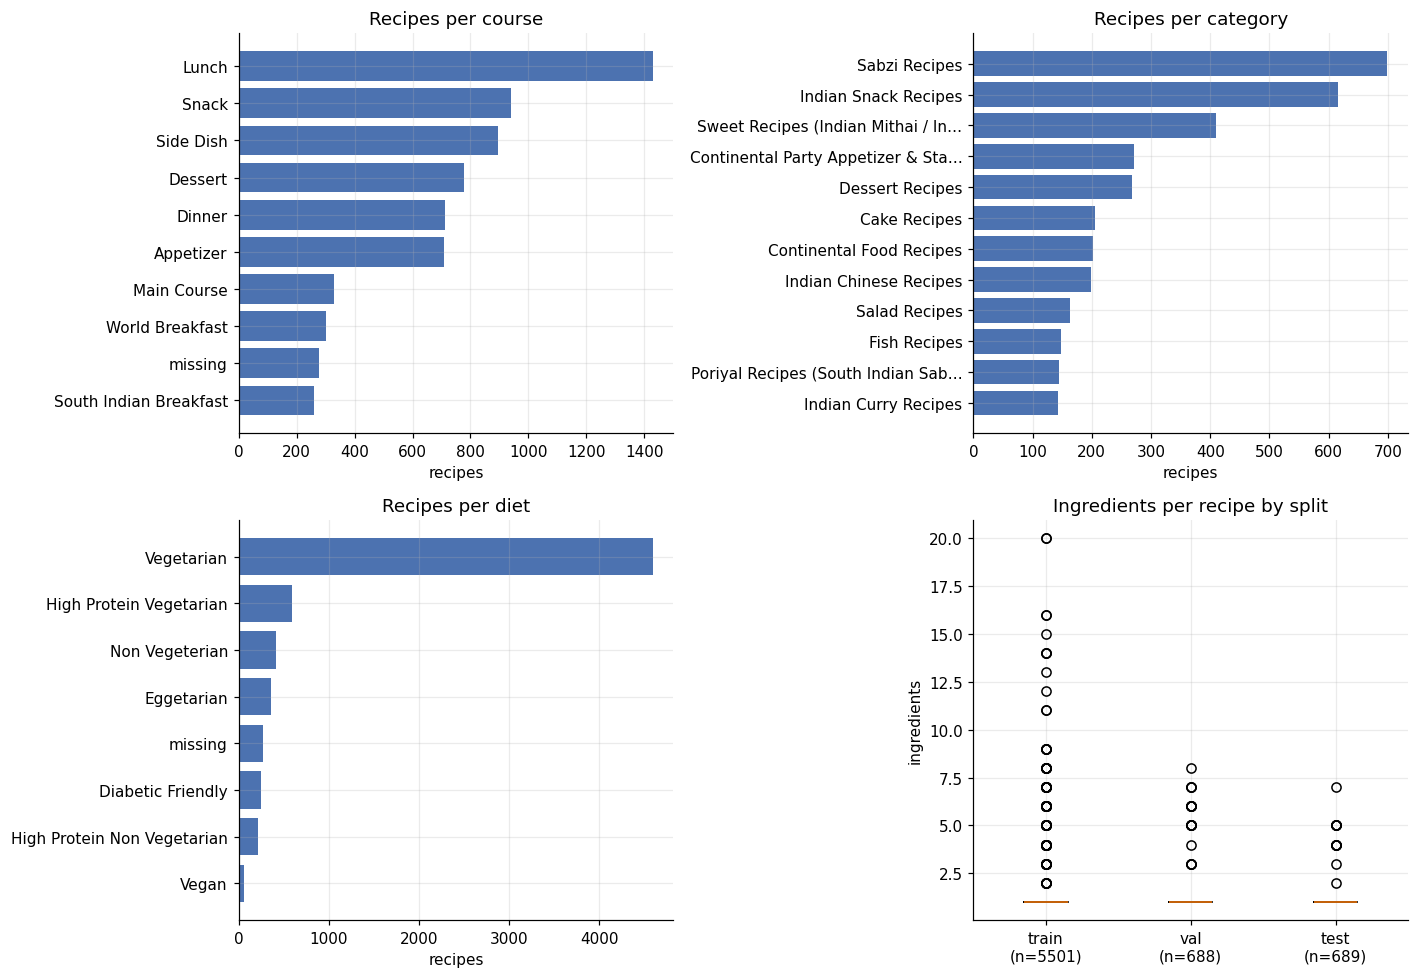 Recipes per course
Lunch
Snack
Side Dish
Dessert
Dinner
Appetizer
Main Course
World Breakfast
missing
South Indian Breakfast
0 200 400 600 800 1000 1200 1400
recipes
Recipes per category
Sabzi Recipes
Indian Snack Recipes
Sweet Recipes (Indian Mithai / In…
Continental Party Appetizer & Sta…
Dessert Recipes
Cake Recipes
Continental Food Recipes
Indian Chinese Recipes
Salad Recipes
Fish Recipes
Poriyal Recipes (South Indian Sab…
Indian Curry Recipes
0 100 200 300 400 500 600 700
recipes
Recipes per diet
Vegetarian
High Protein Vegetarian
Non Vegeterian
Eggetarian
missing
Diabetic Friendly
High Protein Non Vegetarian
Vegan
0 1000 2000 3000 4000
recipes
Ingredients per recipe by split
ingredients
20.0
17.5
15.0
12.5
10.0
7.5
5.0
2.5
train val test
(n=5501) (n=688) (n=689)